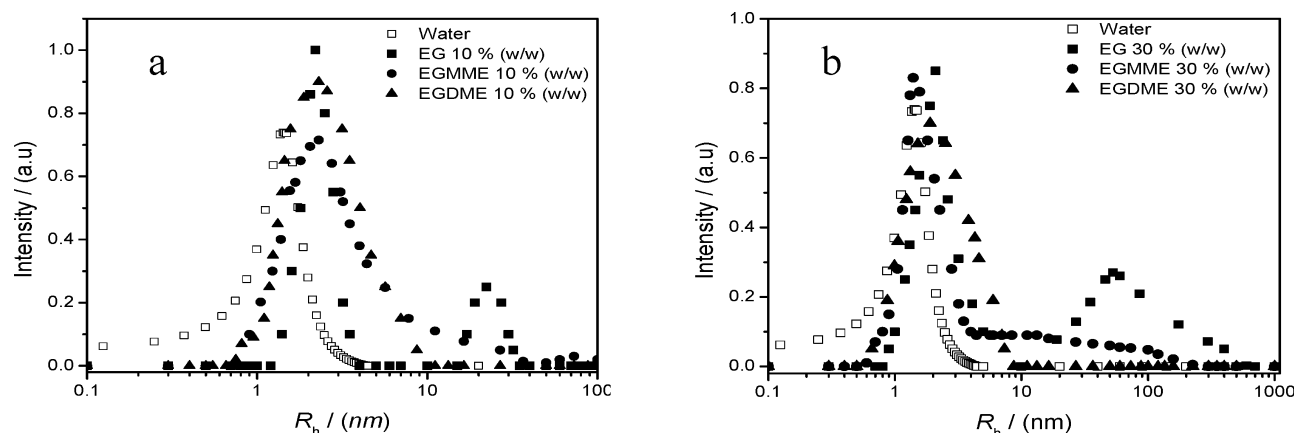 a
Water
EG 10 % (w/w)
EGMME 10 % (w/w)
EGDME 10 % (w/w)
1.0
0.8
0.6
0.4
0.2
0.0
Intensity / (a.u)
0.1
1
10
100
R_h / (nm)
b
Water
EG 30 % (w/w)
EGMME 30 % (w/w)
EGDME 30 % (w/w)
1.0
0.8
0.6
0.4
0.2
0.0
Intensity / (a.u)
0.1
1
10
100
1000
R_h / (nm)